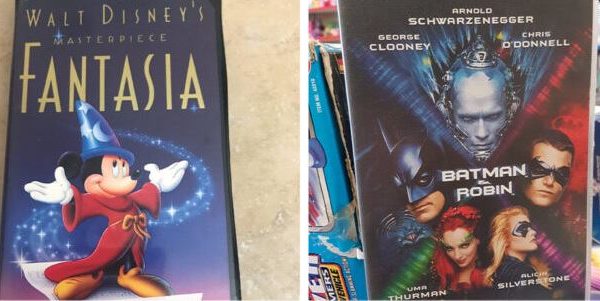 WALT DISNEY'S
MASTERPIECE
FANTASIA
ARNOLD
SCHWARZENEGGER
GEORGE
CLOONEY
CHRIS
O'DONNELL
BATMAN
&
ROBIN
UMA
THURMAN
ALICIA
SILVERSTONE